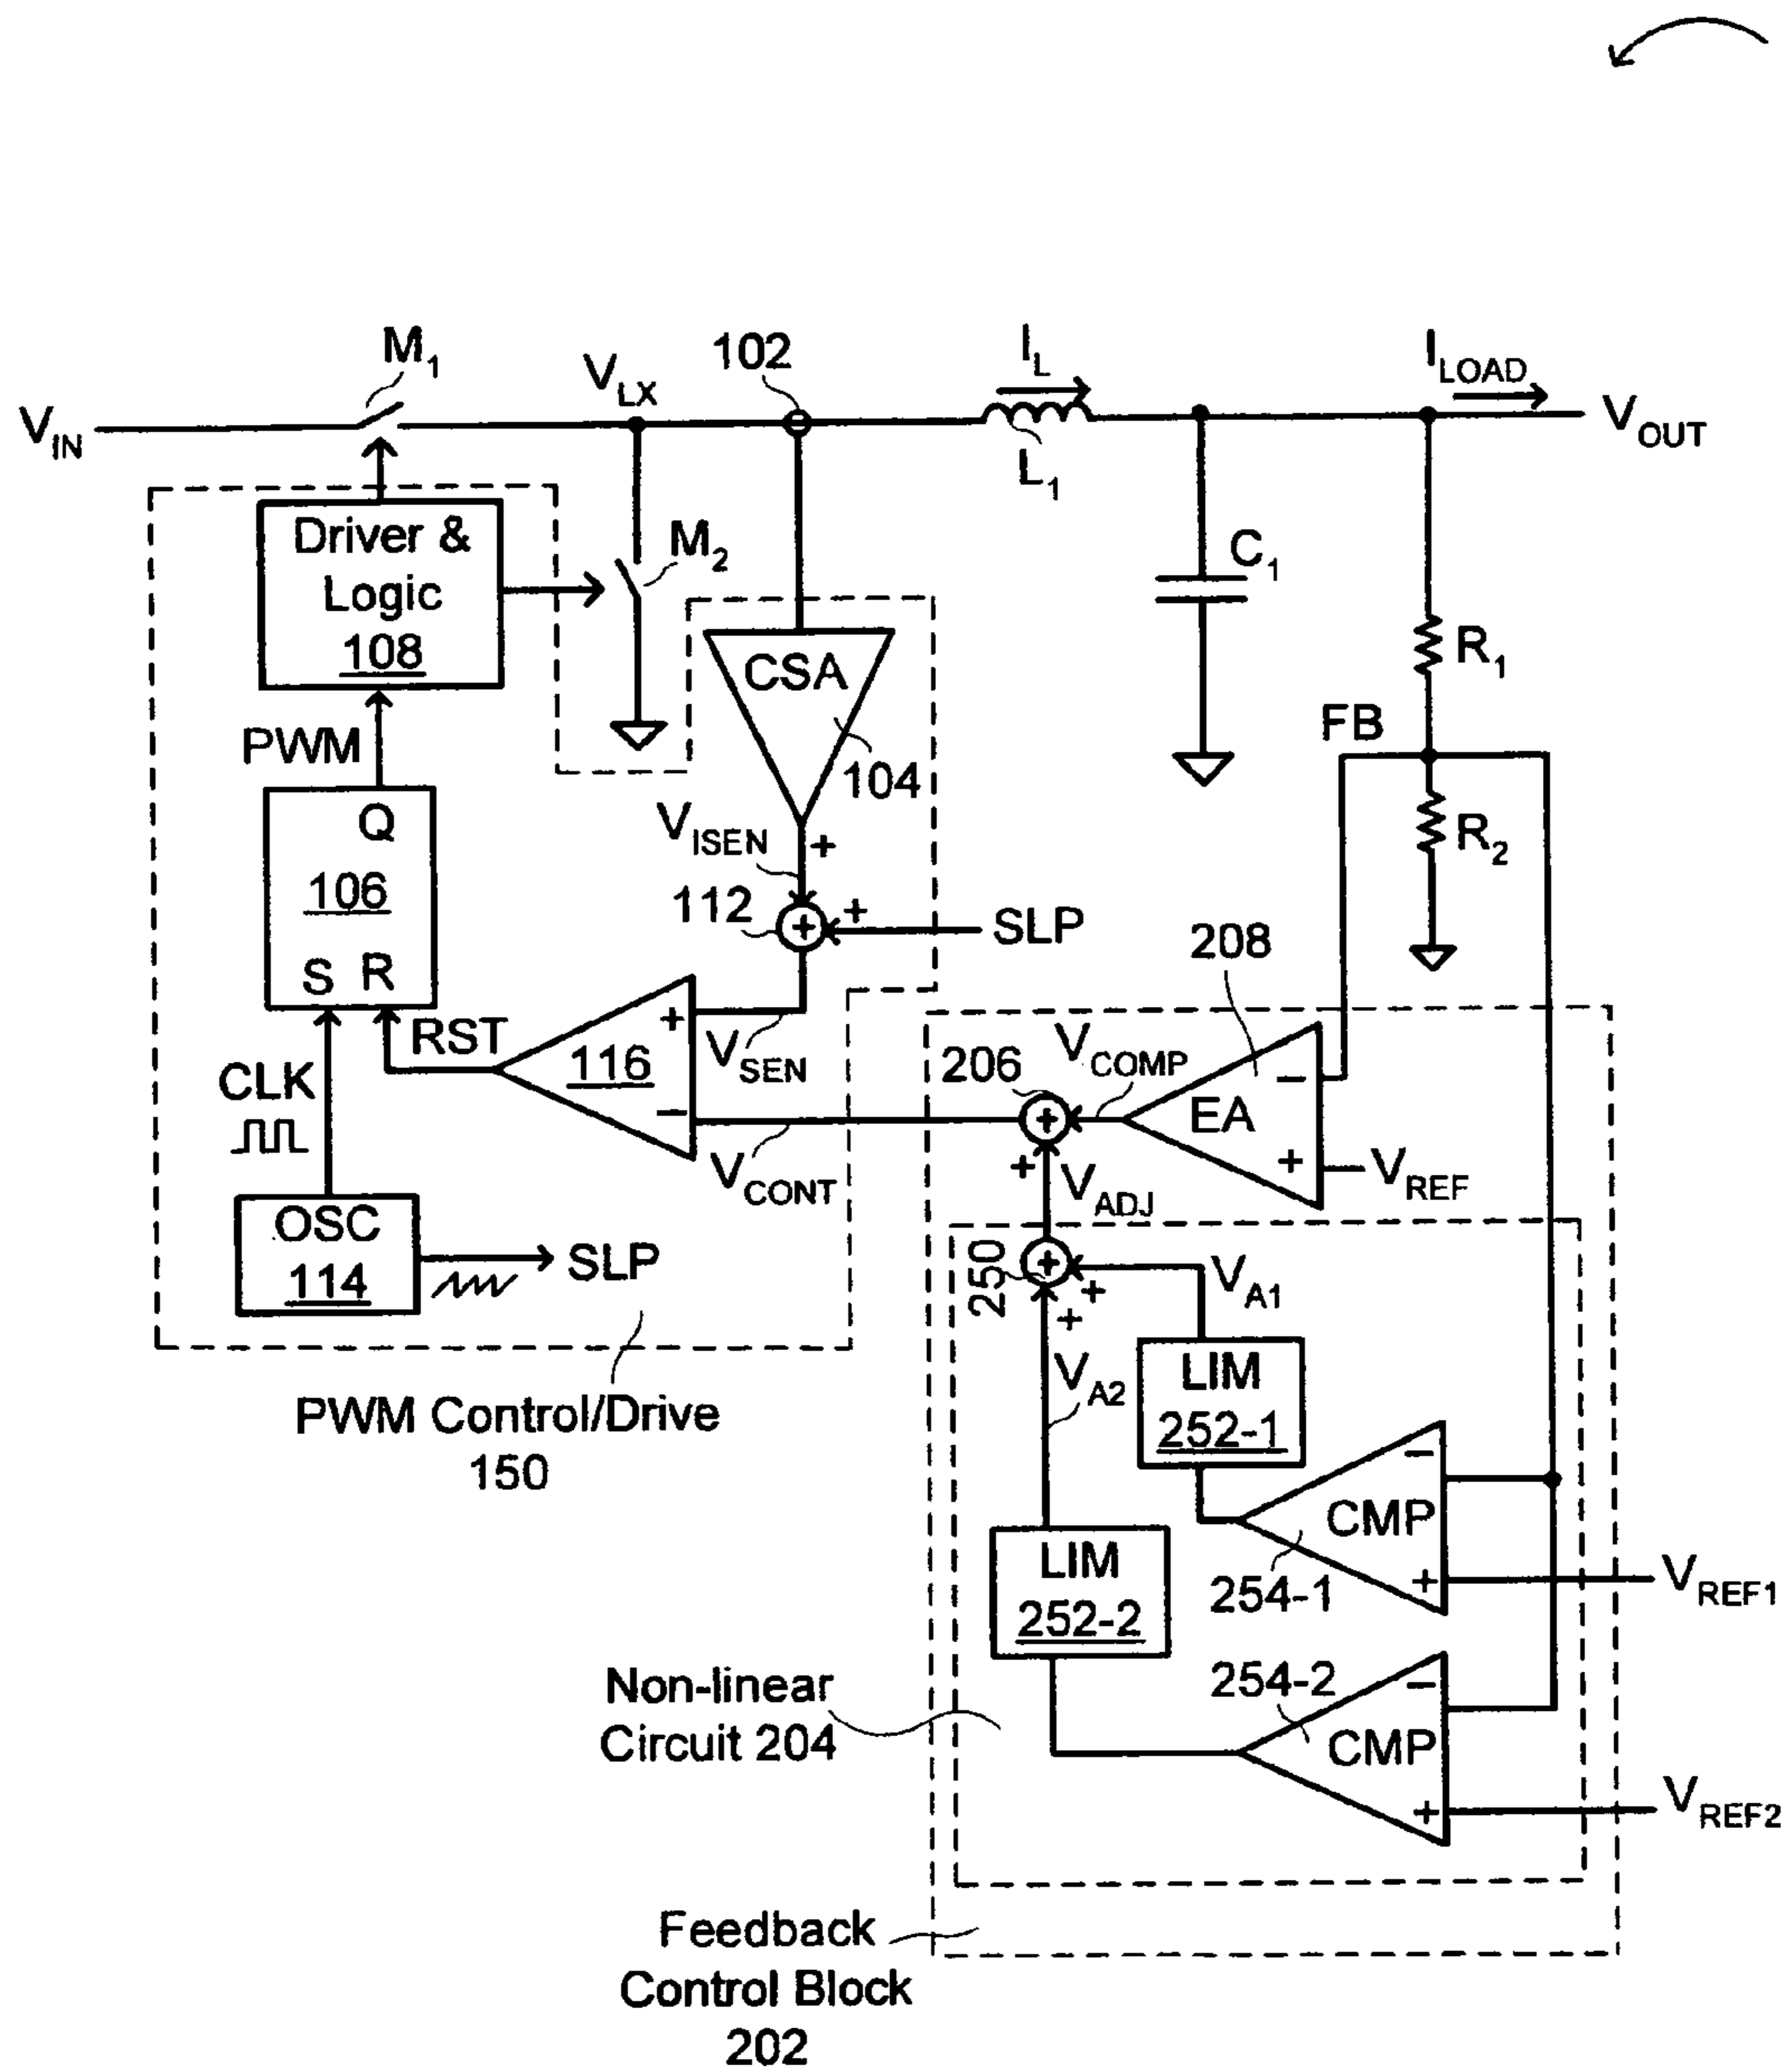 M1
VLX
102
IL
ILOAD
VIN
VOUT
L1
Driver &
Logic
108
M2
C1
CSA
R1
PWM
104
FB
Q
VISEN
+
R2
106
112
+
+
SLP
S R
208
RST
+
VSEN
VCOMP
116
206
−
CLK
+
EA
−
+
VREF
VCONT
+
VADJ
OSC
114
SLP
250
+
+
+
VA1
VA2
LIM
252-1
PWM Control/Drive
150
−
CMP
LIM
252-2
254-1
+
VREF1
254-2
−
Non-linear
Circuit 204
CMP
+
VREF2
Feedback
Control Block
202